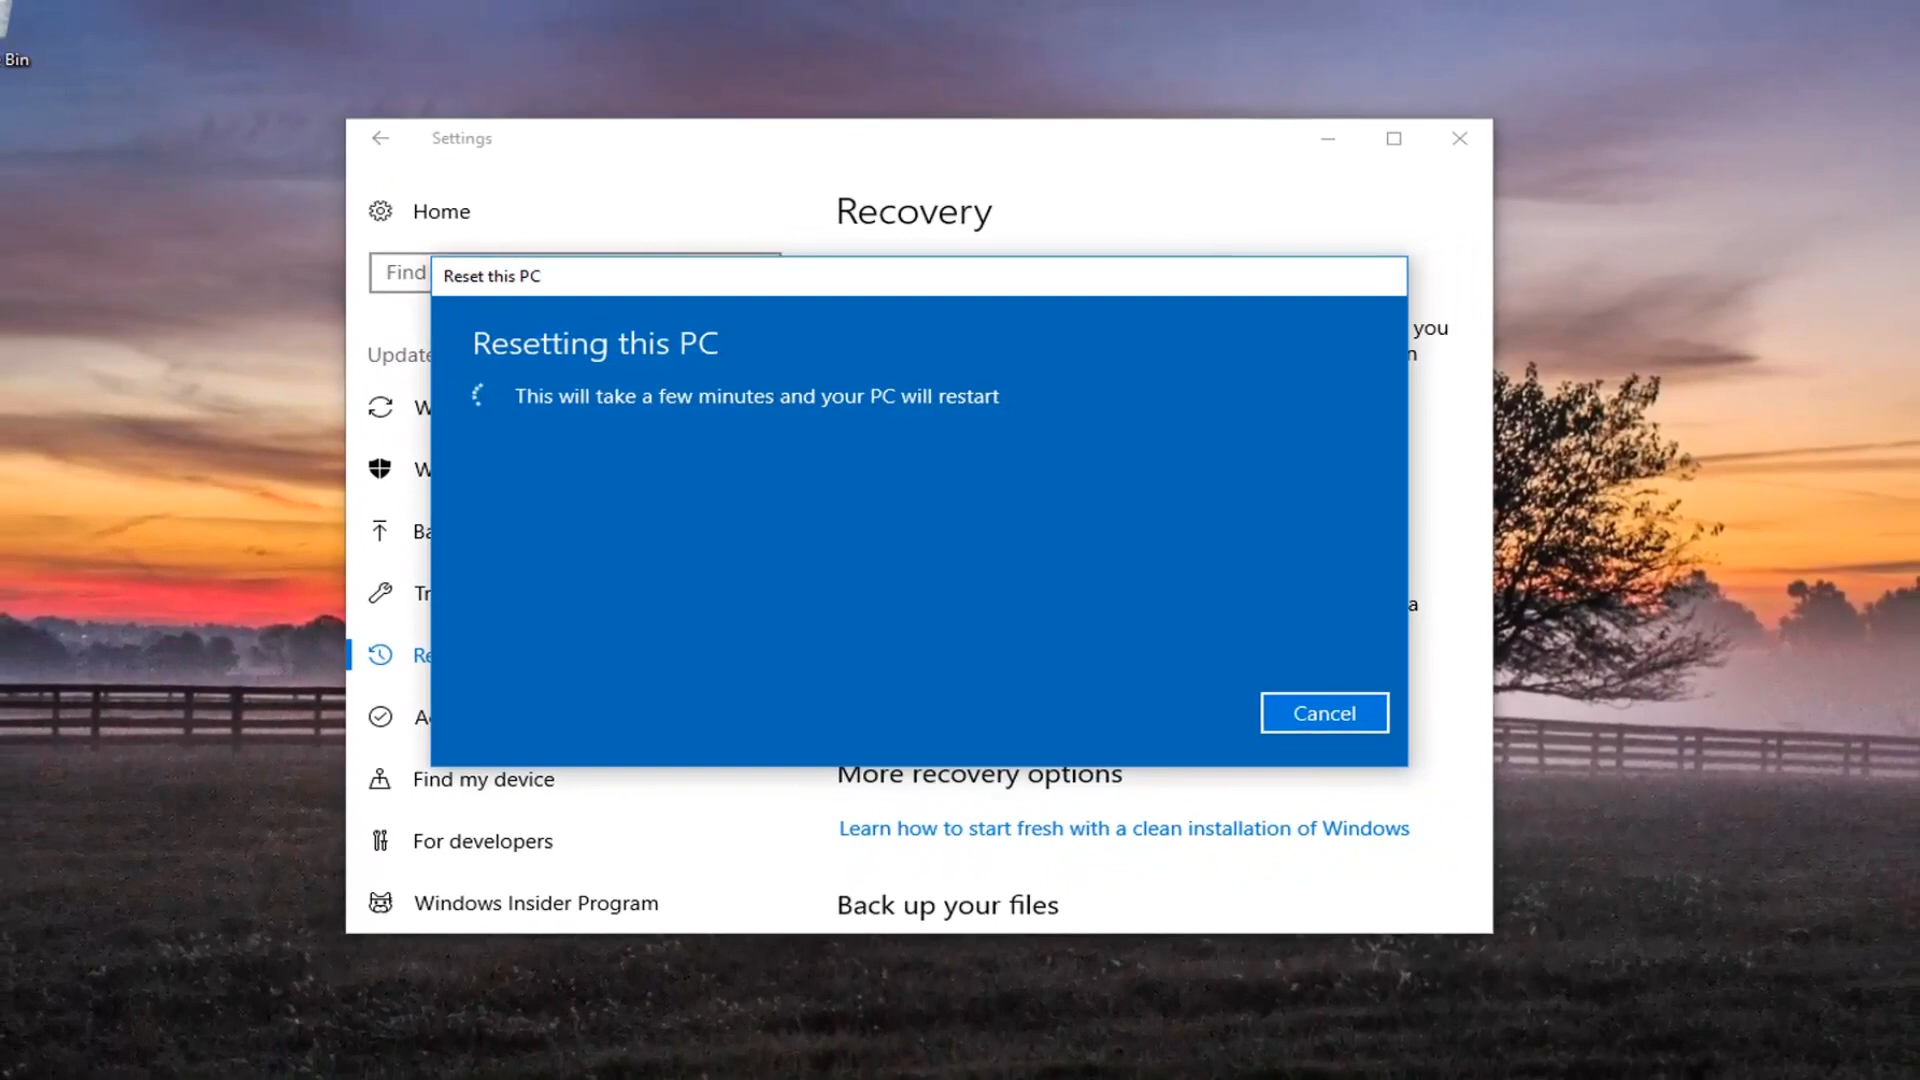 Bin
Settings
Home
Recovery
Find
Reset this PC
Resetting this PC
This will take a few minutes and your PC will restart
you
Update
Cancel
Find my device
More recovery options
Learn how to start fresh with a clean installation of Windows
For developers
Windows Insider Program
Back up your files